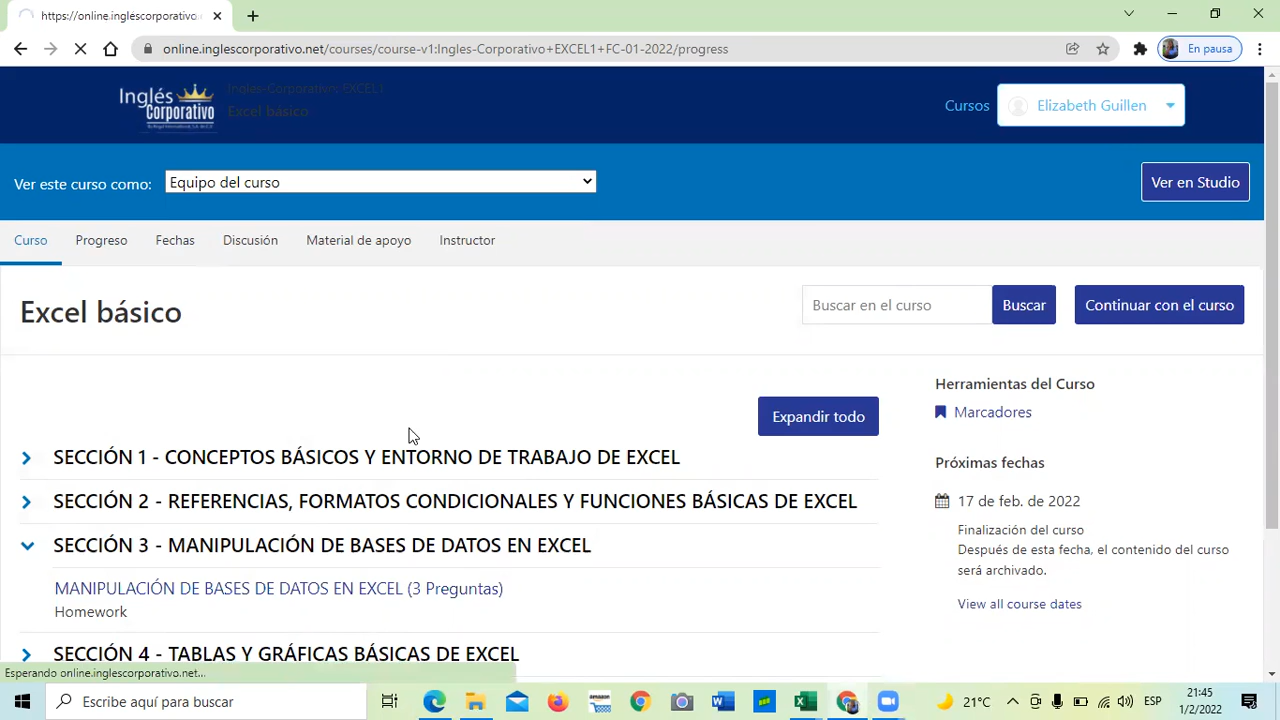 https://online.inglescorporativo.
online.inglescorporativo.net/courses/course-v1:Ingles-Corporativo+EXCEL1+FC-01-2022/progress
En pausa
Inglés
Corporativo
Inglés-Corporativo: EXCEL1
Excel básico
Cursos
Elizabeth Guillen
Ver este curso como:
Equipo del curso
Ver en Studio
Curso
Progreso
Fechas
Discusión
Material de apoyo
Instructor
Excel básico
Buscar en el curso
Buscar
Continuar con el curso
Expandir todo
SECCIÓN 1 - CONCEPTOS BÁSICOS Y ENTORNO DE TRABAJO DE EXCEL
SECCIÓN 2 - REFERENCIAS, FORMATOS CONDICIONALES Y FUNCIONES BÁSICAS DE EXCEL
SECCIÓN 3 - MANIPULACIÓN DE BASES DE DATOS EN EXCEL
MANIPULACIÓN DE BASES DE DATOS EN EXCEL (3 Preguntas)
Homework
SECCIÓN 4 - TABLAS Y GRÁFICAS BÁSICAS DE EXCEL
Herramientas del Curso
Marcadores
Próximas fechas
17 de feb. de 2022
Finalización del curso
Después de esta fecha, el contenido del curso
será archivado.
View all course dates
Esperando online.inglescorporativo.net...
Escribe aquí para buscar
21°C
ESP
21:45
1/2/2022